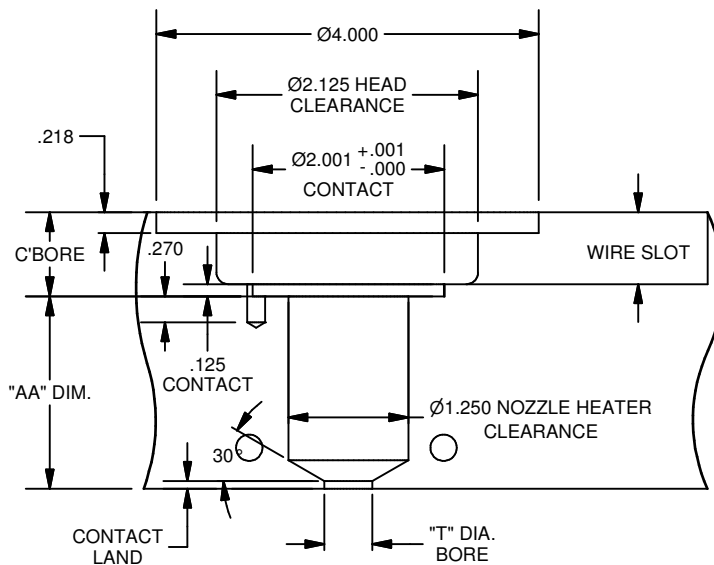 Ø4.000
Ø2.125 HEAD
CLEARANCE
.218
Ø2.001 +.001
- .000
CONTACT
C'BORE
.270
WIRE SLOT
.125
CONTACT
"AA" DIM.
Ø1.250 NOZZLE HEATER
CLEARANCE
30°
CONTACT
LAND
"T" DIA.
BORE